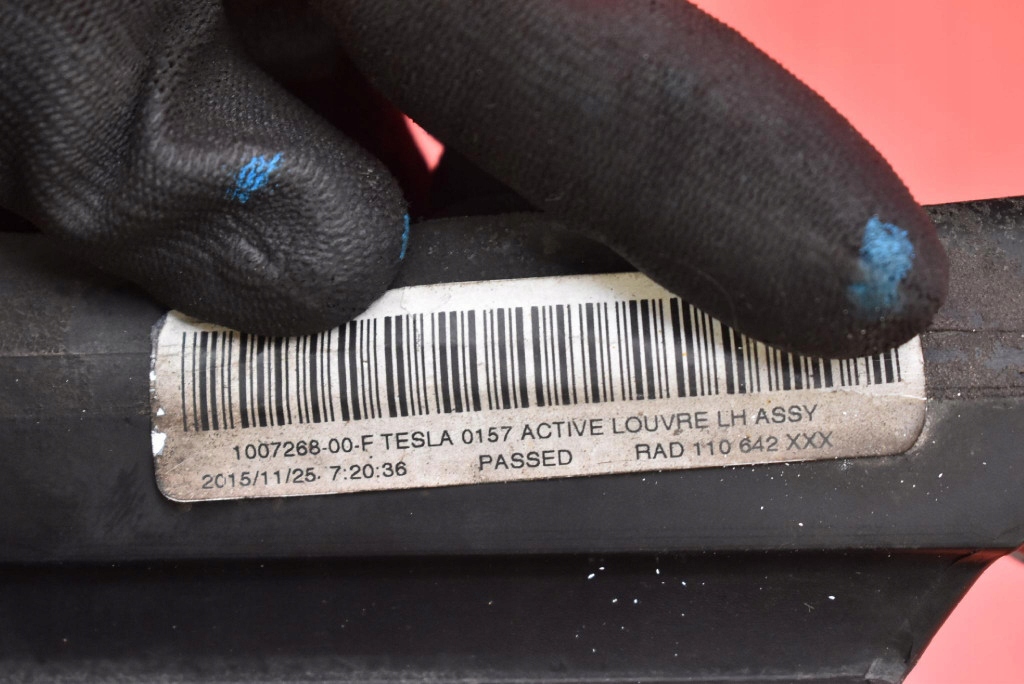 1007268-00-F TESLA 0157 ACTIVE LOUVRE LH ASSY
2015/11/25. 7:20:36 PASSED RAD 110 642 XXX